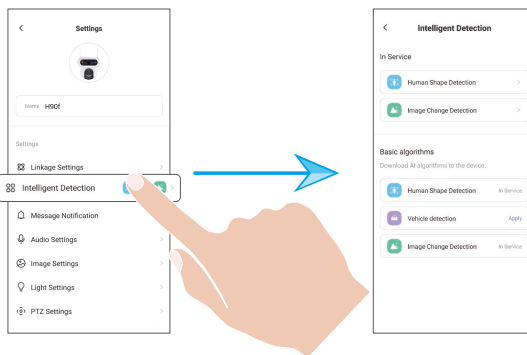 Settings
Name H90f
Settings
Linkage Settings
Intelligent Detection
Message Notification
Audio Settings
Image Settings
Light Settings
PTZ Settings
Intelligent Detection
In Service
Human Shape Detection
Image Change Detection
Basic algorithms
Download AI algorithms to the device.
Human Shape Detection In Service
Vehicle detection Apply
Image Change Detection In Service